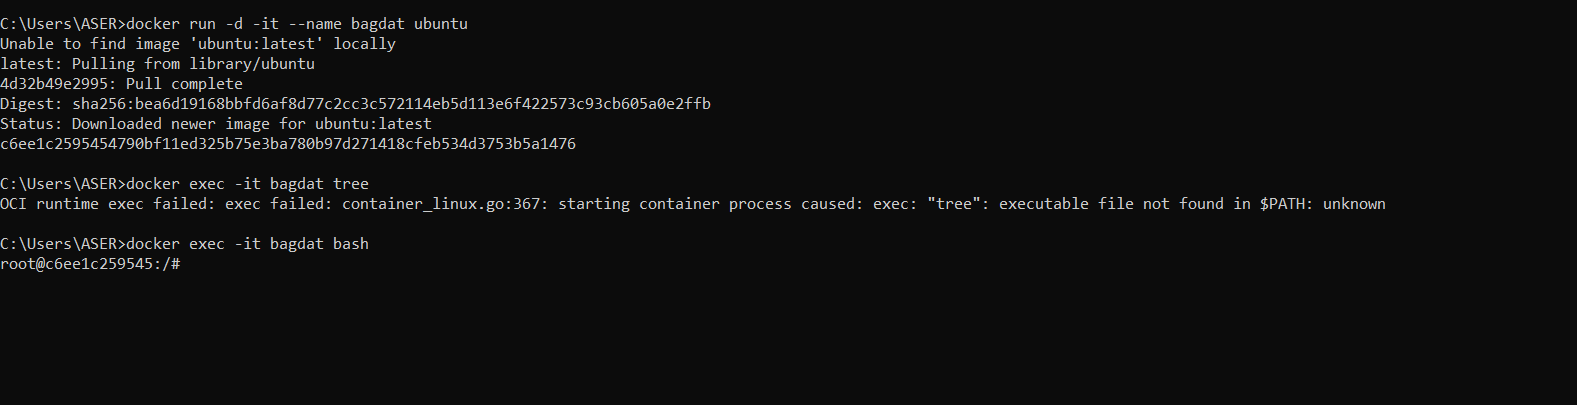 C:\Users\ASER>docker run -d -it --name bagdat ubuntu
Unable to find image 'ubuntu:latest' locally
latest: Pulling from library/ubuntu
4d32b49e2995: Pull complete
Digest: sha256:bea6d19168bbfd6af8d77c2cc3c572114eb5d113e6f422573c93cb605a0e2ffb
Status: Downloaded newer image for ubuntu:latest
c6ee1c2595454790bf11ed325b75e3ba780b97d271418cfeb534d3753b5a1476
C:\Users\ASER>docker exec -it bagdat tree
OCI runtime exec failed: exec failed: container_linux.go:367: starting container process caused: exec: "tree": executable file not found in $PATH: unknown
C:\Users\ASER>docker exec -it bagdat bash
root@c6ee1c259545:/#